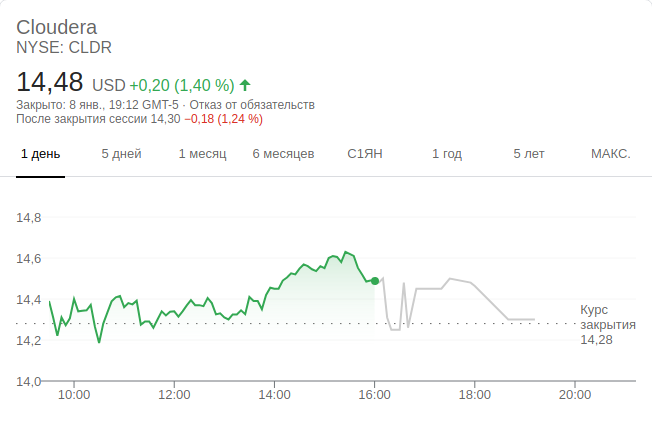 Cloudera
NYSE: CLDR
14,48 USD +0,20 (1,40 %)
Закрыто: 8 янв., 19:12 GMT-5 · Отказ от обязательств
После закрытия сессии 14,30 −0,18 (1,24 %)
1 день 5 дней 1 месяц 6 месяцев С1ЯН 1 год 5 лет МАКС.
14,8
14,6
14,4
14,2
14,0
Курс
закрытия
14,28
10:00 12:00 14:00 16:00 18:00 20:00